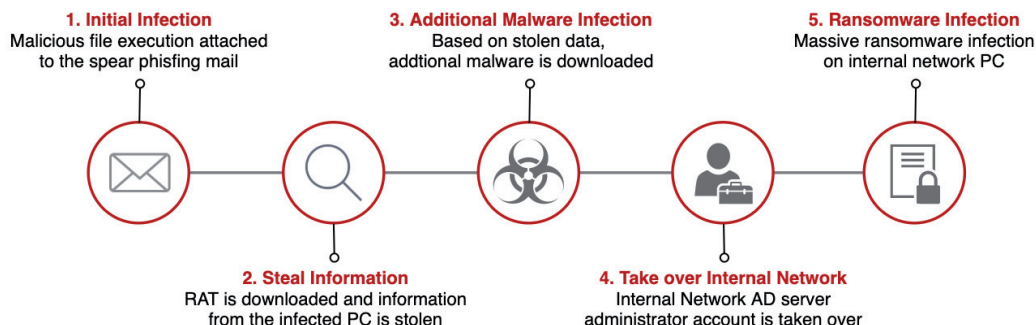 1. Initial Infection
Malicious file execution attached
to the spear phisfing mail
2. Steal Information
RAT is downloaded and information
from the infected PC is stolen
3. Additional Malware Infection
Based on stolen data,
addtional malware is downloaded
4. Take over Internal Network
Internal Network AD server
administrator account is taken over
5. Ransomware Infection
Massive ransomware infection
on internal network PC